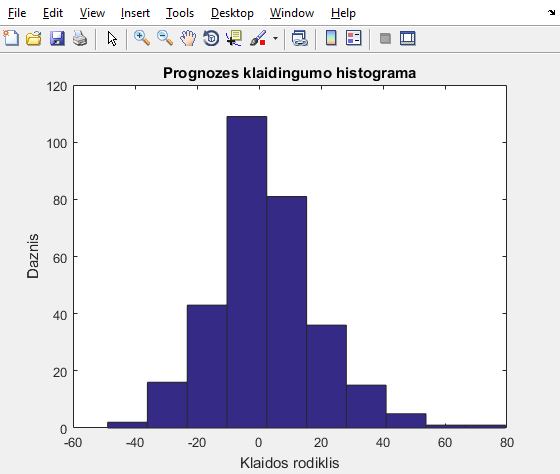 File Edit View Insert Tools Desktop Window Help
Prognozes klaidingumo histograma
120
100
80
60
40
20
0
Daznis
-60 -40 -20 0 20 40 60 80
Klaidos rodiklis